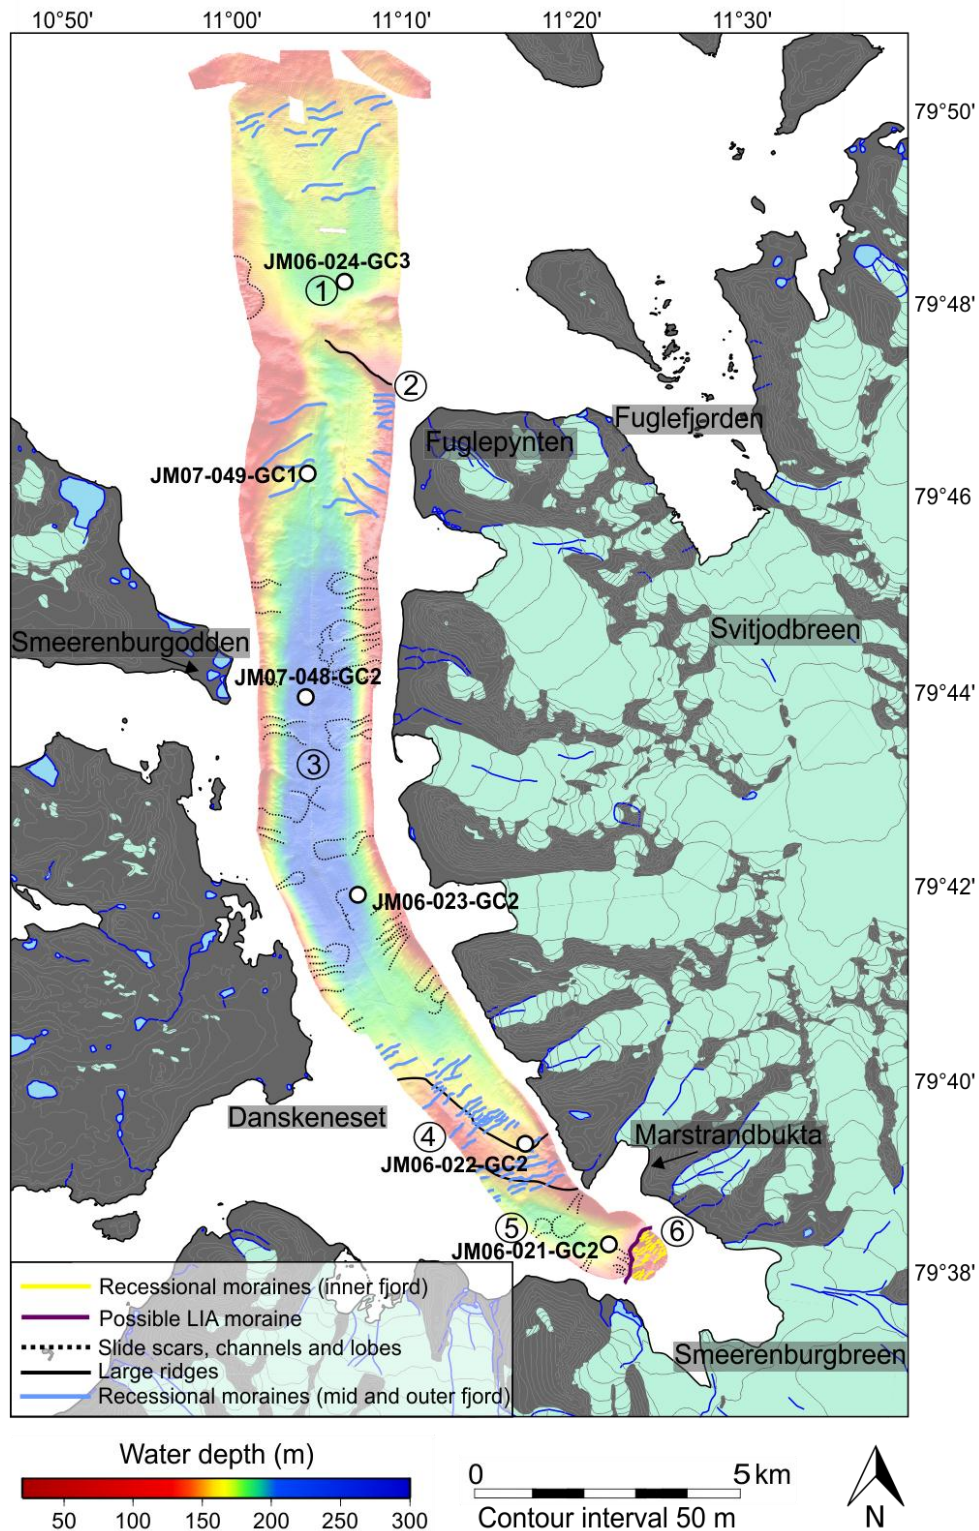 10°50' 11°00' 11°10' 11°20' 11°30'
79°50'
JM06-024-GC3
1
79°48'
2
Fuglefjorden
Fuglepynten
JM07-049-GC1
79°46'
Svitjodbreen
Smeerenburgodden
JM07-048-GC2
79°44'
3
79°42'
JM06-023-GC2
79°40'
Danskeneset
4
Marstrandbukta
JM06-022-GC2
5
6
JM06-021-GC2
79°38'
Recessional moraines (inner fjord)
Possible LIA moraine
Slide scars, channels and lobes
Smeerenburgbreen
Large ridges
Recessional moraines (mid and outer fjord)
Water depth (m)
50 100 150 200 250 300
0 5 km
Contour interval 50 m
N